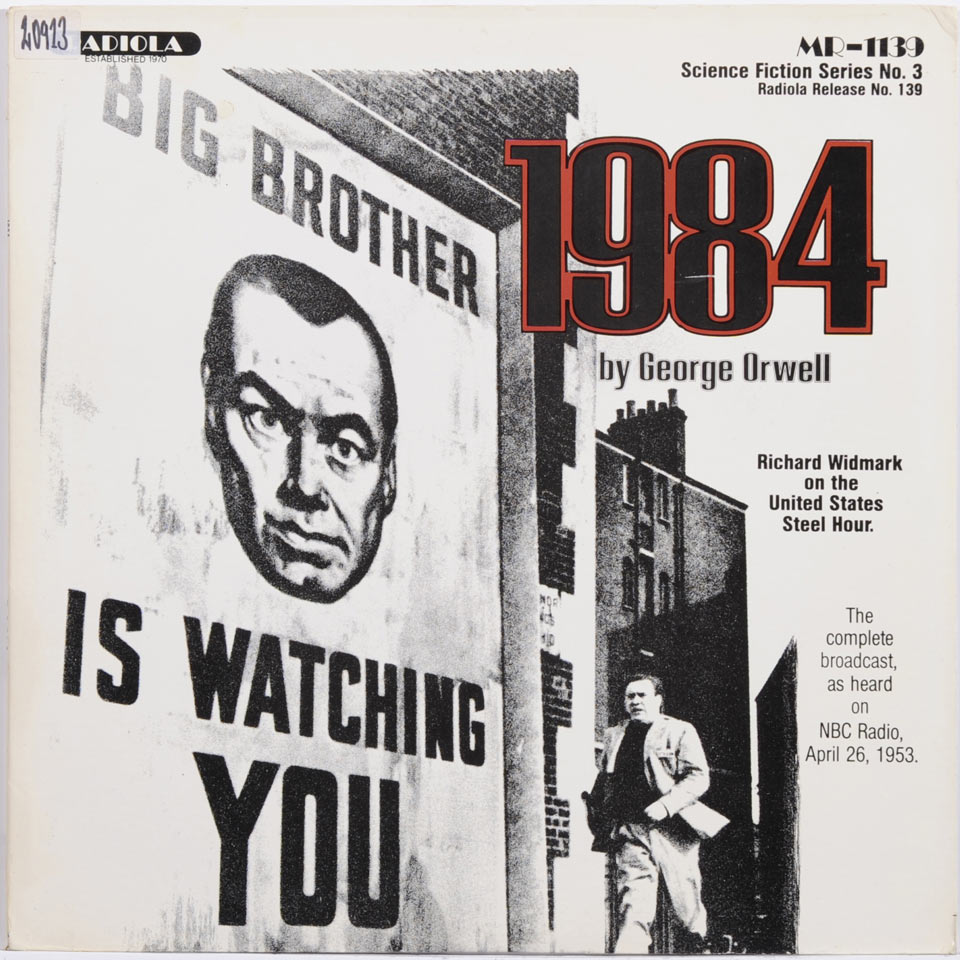 20913
ADIOLA
ESTABLISHED 1970
MR-1139
Science Fiction Series No. 3
Radiola Release No. 139
BIG BROTHER
1984
by George Orwell
Richard Widmark
on the
United States
Steel Hour.
IS WATCHING
YOU
The
complete
broadcast,
as heard
on
NBC Radio,
April 26, 1953.